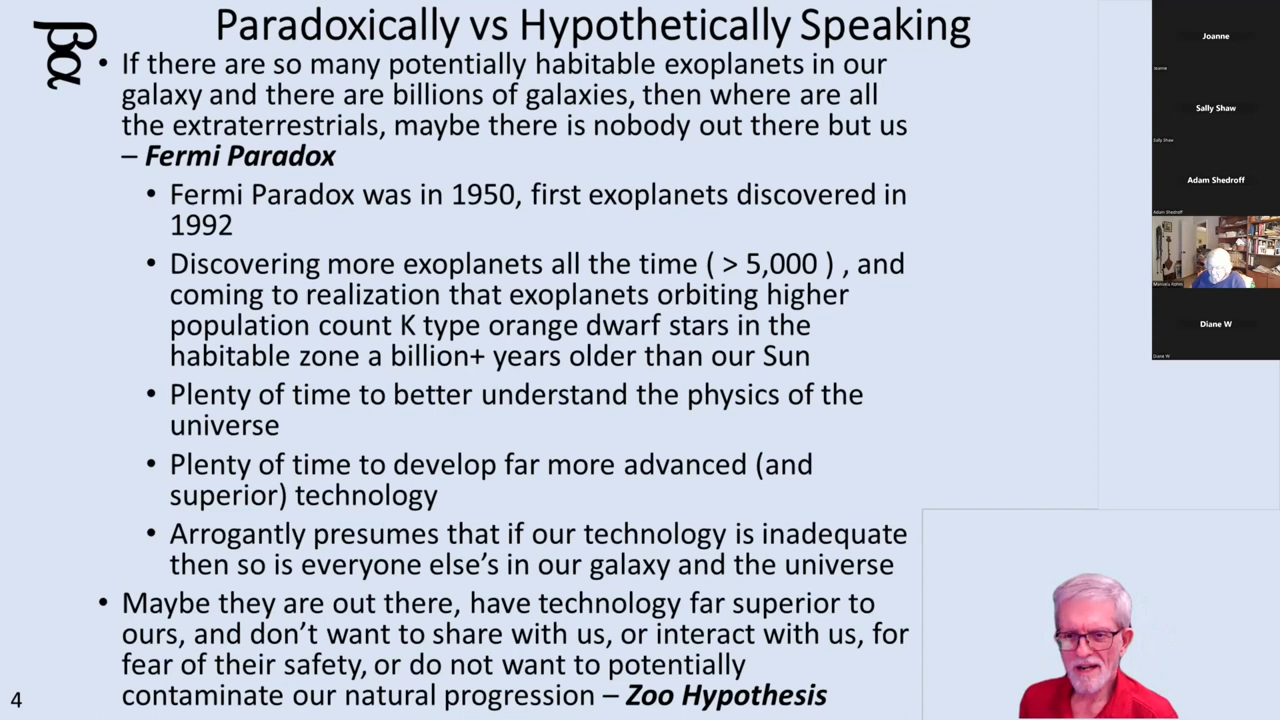 Paradoxically vs Hypothetically Speaking
βα
• If there are so many potentially habitable exoplanets in our
galaxy and there are billions of galaxies, then where are all
the extraterrestrials, maybe there is nobody out there but us
– Fermi Paradox
• Fermi Paradox was in 1950, first exoplanets discovered in
1992
• Discovering more exoplanets all the time ( > 5,000 ) , and
coming to realization that exoplanets orbiting higher
population count K type orange dwarf stars in the
habitable zone a billion+ years older than our Sun
• Plenty of time to better understand the physics of the
universe
• Plenty of time to develop far more advanced (and
superior) technology
• Arrogantly presumes that if our technology is inadequate
then so is everyone else’s in our galaxy and the universe
• Maybe they are out there, have technology far superior to
ours, and don’t want to share with us, or interact with us, for
fear of their safety, or do not want to potentially
contaminate our natural progression – Zoo Hypothesis
4
Joanne
Joanne
Sally Shaw
Sally Shaw
Adam Shedroff
Adam Shedroff
Diane W
Diane W